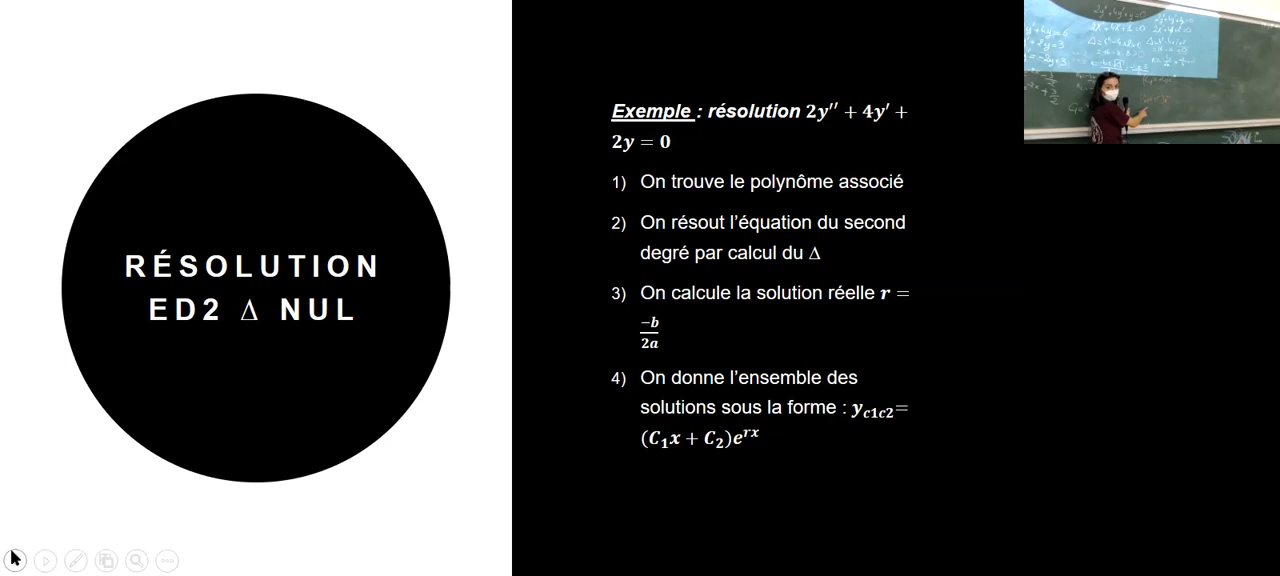 RÉSOLUTION
ED2 Δ NUL
Exemple : résolution 2y'' + 4y' +
2y = 0
1) On trouve le polynôme associé
2) On résout l’équation du second
degré par calcul du Δ
3) On calcule la solution réelle r =
-b
2a
4) On donne l’ensemble des
solutions sous la forme : y_c1c2=
(C₁x + C₂)e^rx